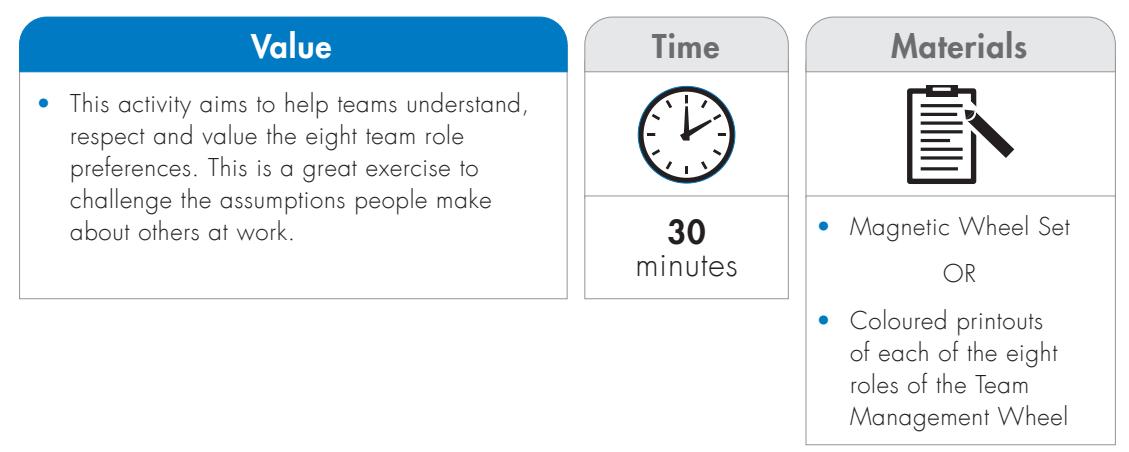 Value
• This activity aims to help teams understand,
respect and value the eight team role
preferences. This is a great exercise to
challenge the assumptions people make
about others at work.
Time
30
minutes
Materials
• Magnetic Wheel Set
OR
• Coloured printouts
of each of the eight
roles of the Team
Management Wheel